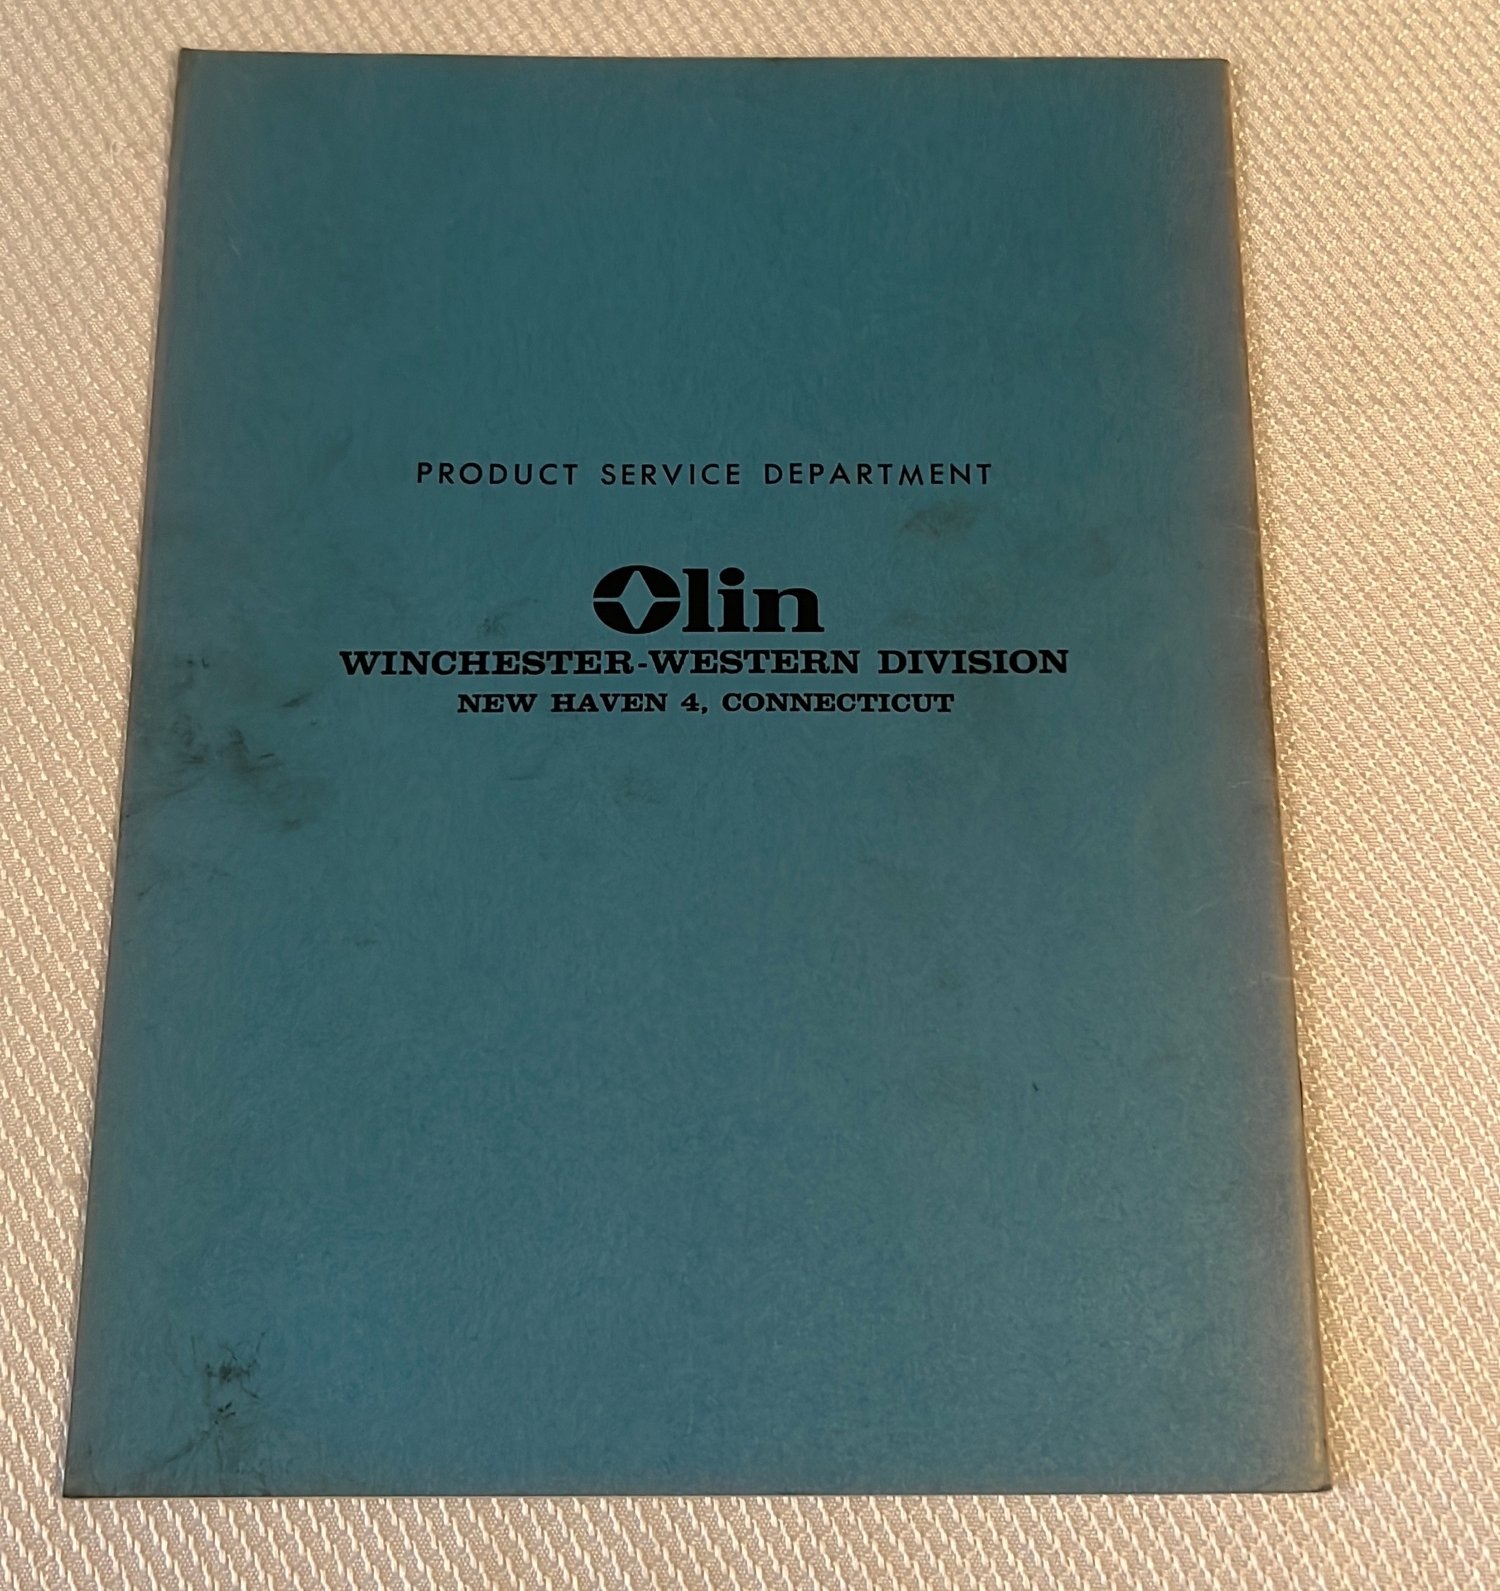 PRODUCT SERVICE DEPARTMENT
Olin
WINCHESTER-WESTERN DIVISION
NEW HAVEN 4, CONNECTICUT